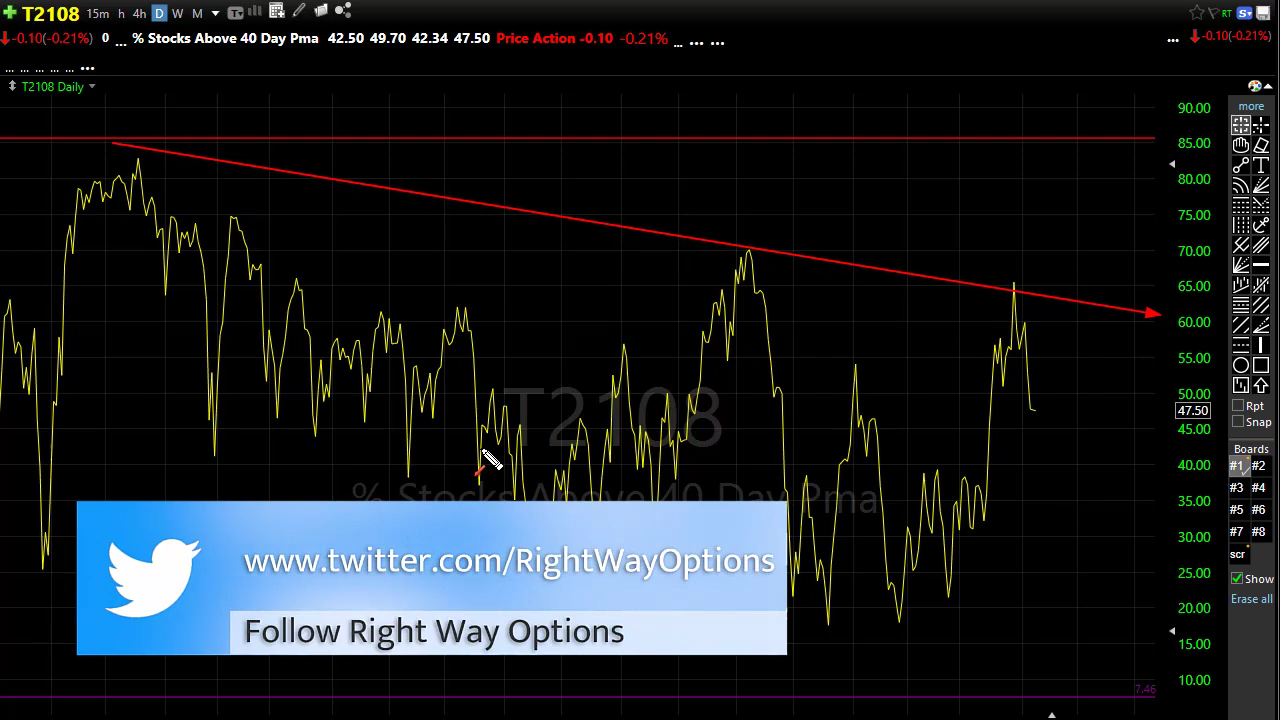 T2108 15m h 4h D W M T RT S
-0.10(-0.21%) 0 ... % Stocks Above 40 Day Pma 42.50 49.70 42.34 47.50 Price Action -0.10 -0.21% ... ... ... ... -0.10(-0.21%)
... ... ... ... ... ...
T2108 Daily
more
90.00
85.00
80.00
75.00
70.00
65.00
60.00
55.00
50.00
47.50
45.00
40.00
35.00
30.00
25.00
20.00
15.00
10.00
7.46
T2108
% Stocks Above 40 Day Pma
www.twitter.com/RightWayOptions
Follow Right Way Options
T
Rpt
Snap
Boards
#1 #2
#3 #4
#5 #6
#7 #8
scr
Show
Erase all